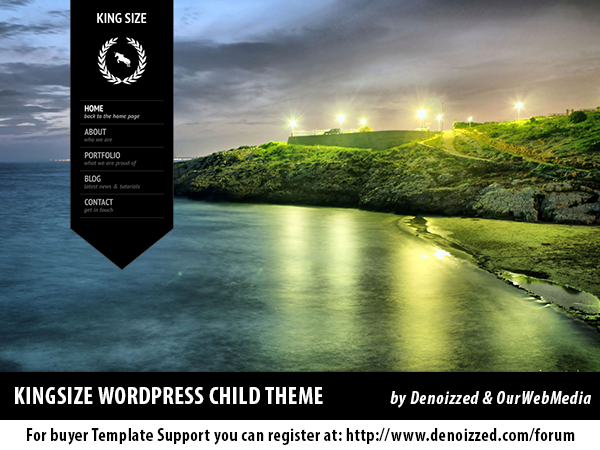 KING SIZE
HOME
back to the home page
ABOUT
who we are
PORTFOLIO
what we are proud of
BLOG
latest news & tutorials
CONTACT
get in touch
KINGSIZE WORDPRESS CHILD THEME
by Denoizzed & OurWebMedia
For buyer Template Support you can register at: http://www.denoizzed.com/forum